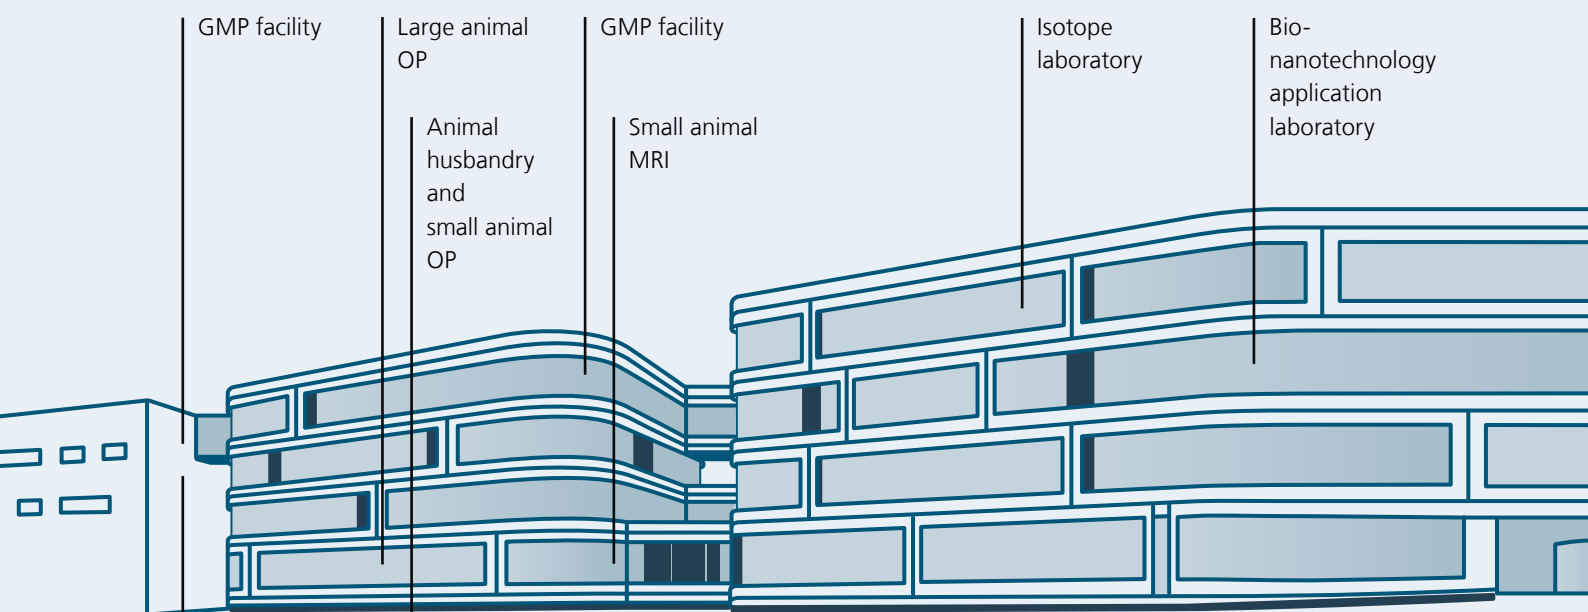 GMP facility
Large animal
OP
Animal
husbandry
and
small animal
OP
GMP facility
Small animal
MRI
Isotope
laboratory
Bio-
nanotechnology
application
laboratory